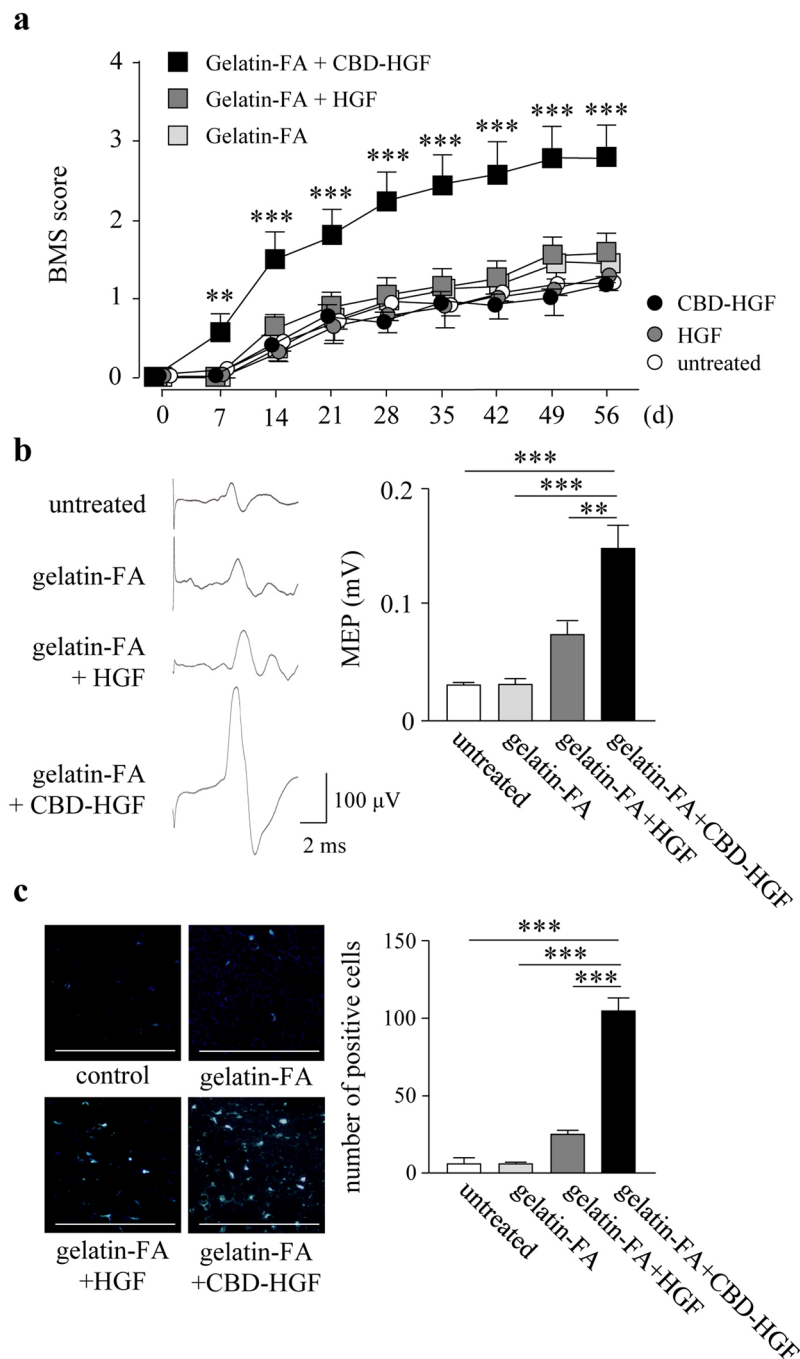 a
4
3
2
1
0
BMS score
Gelatin-FA + CBD-HGF
Gelatin-FA + HGF
Gelatin-FA
**
***
***
***
***
***
***
***
CBD-HGF
HGF
untreated
0 7 14 21 28 35 42 49 56 (d)
b
untreated
gelatin-FA
gelatin-FA
+ HGF
gelatin-FA
+ CBD-HGF
100 μV
2 ms
***
***
**
0.2
0.1
0
MEP (mV)
untreated
gelatin-FA
gelatin-FA+HGF
gelatin-FA+CBD-HGF
c
control
gelatin-FA
gelatin-FA
+HGF
gelatin-FA
+CBD-HGF
***
***
***
150
100
50
0
number of positive cells
untreated
gelatin-FA
gelatin-FA+HGF
gelatin-FA+CBD-HGF